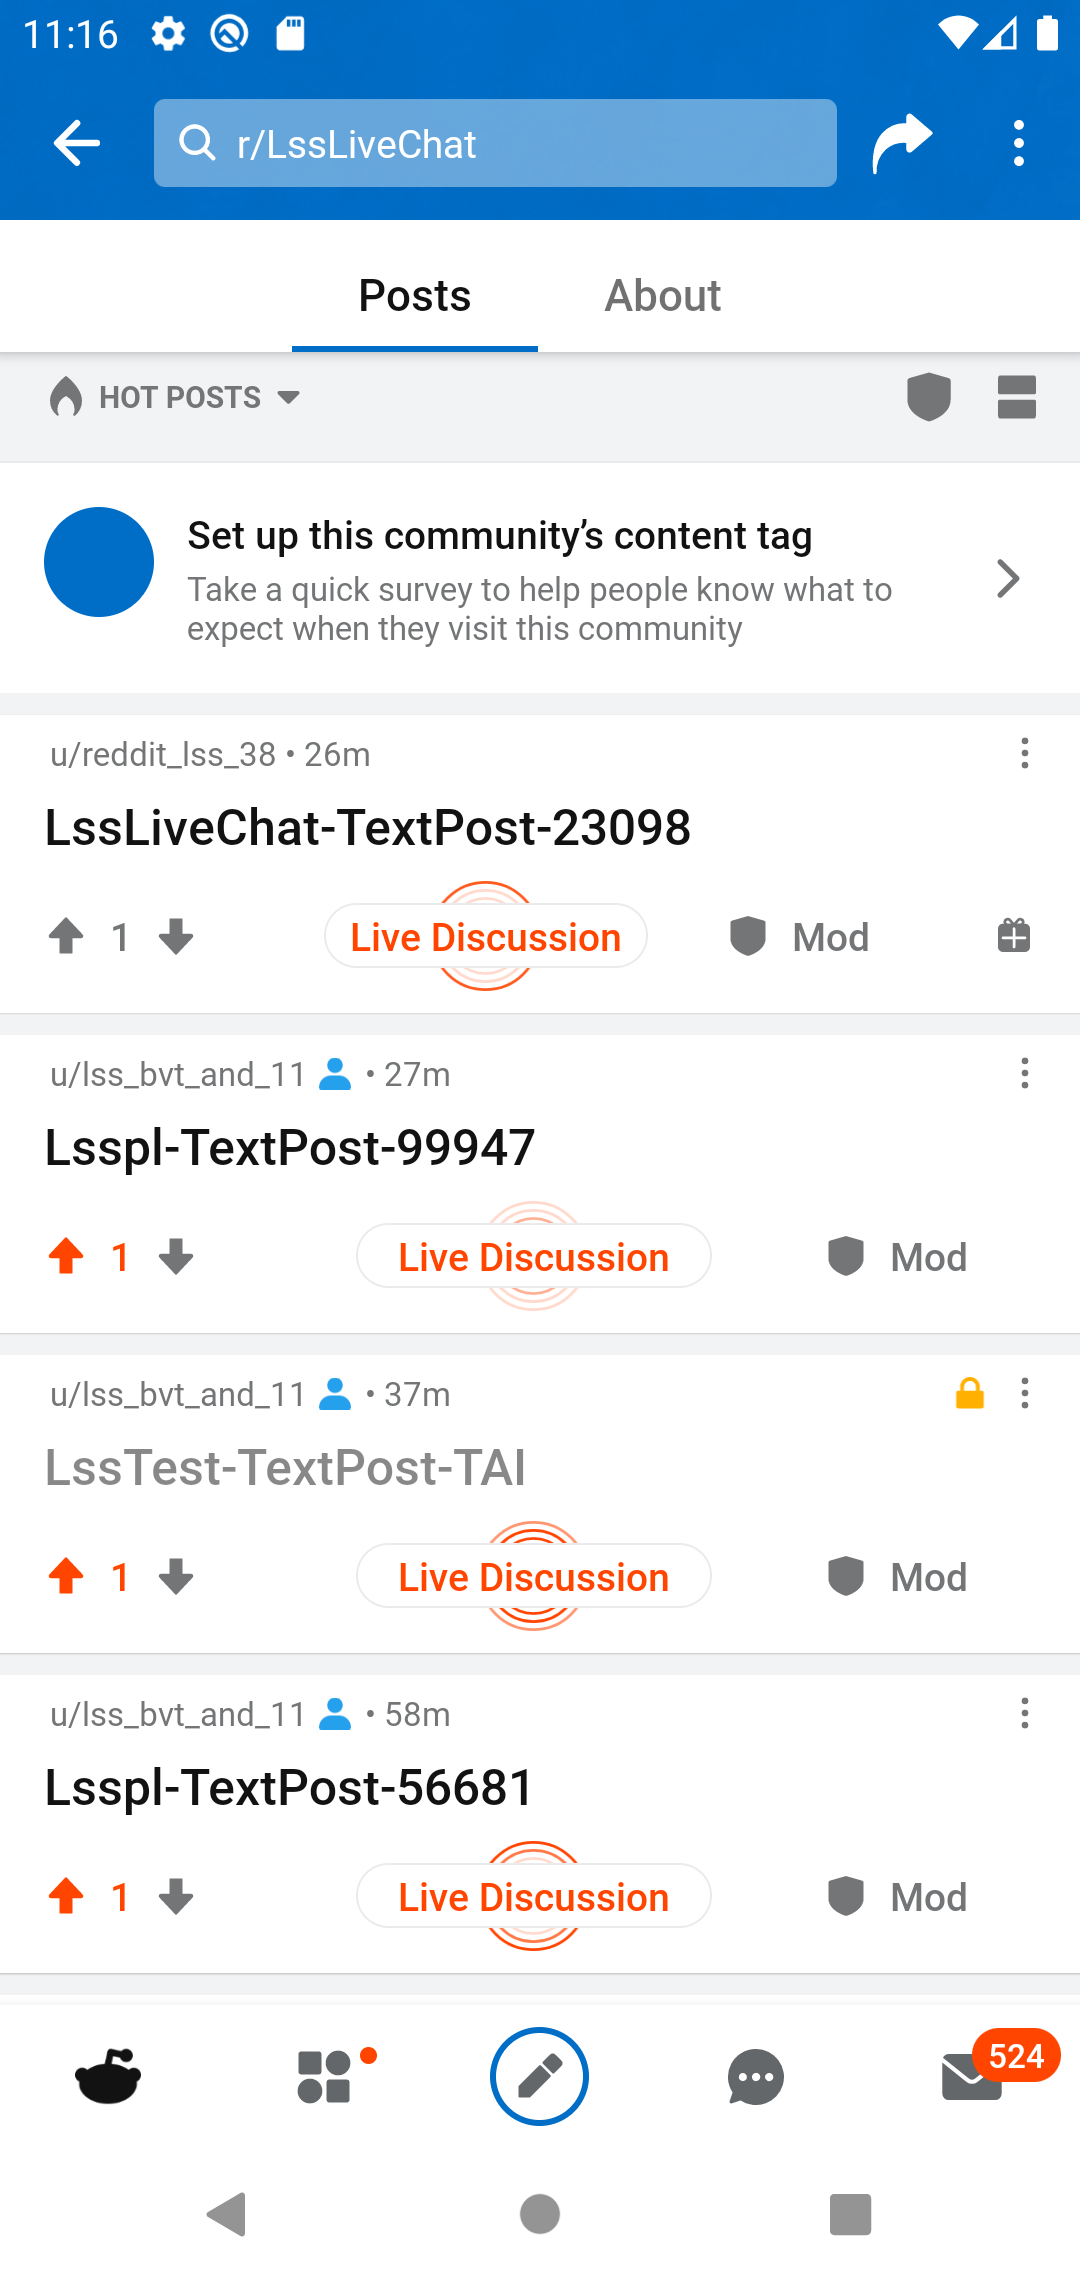 11:16
r/LssLiveChat
Posts
About
HOT POSTS
Set up this community’s content tag
Take a quick survey to help people know what to
expect when they visit this community
u/reddit_lss_38 • 26m
LssLiveChat-TextPost-23098
1
Live Discussion
Mod
u/lss_bvt_and_11 • 27m
Lsspl-TextPost-99947
1
Live Discussion
Mod
u/lss_bvt_and_11 • 37m
LssTest-TextPost-TAI
1
Live Discussion
Mod
u/lss_bvt_and_11 • 58m
Lsspl-TextPost-56681
1
Live Discussion
Mod
524